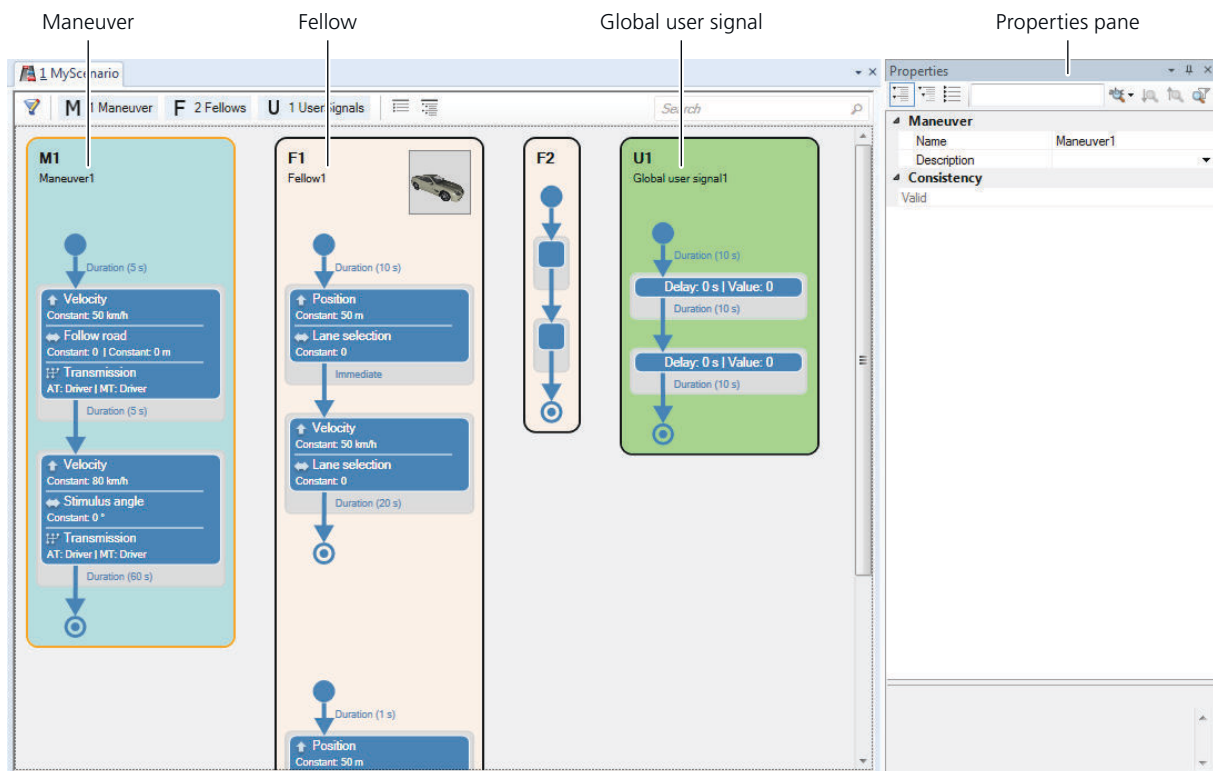 Maneuver
Fellow
Global user signal
Properties pane
1 MyScenario
Properties
M 1 Maneuver
F 2 Fellows
U 1 User Signals
Search
Maneuver
Name Maneuver1
Description
Consistency
Valid
M1
Maneuver1
Duration (5 s)
Velocity
Constant: 50 km/h
Follow road
Constant: 0 | Constant: 0 m
Transmission
AT: Driver | MT: Driver
Duration (5 s)
Velocity
Constant: 80 km/h
Stimulus angle
Constant: 0 °
Transmission
AT: Driver | MT: Driver
Duration (60 s)
F1
Fellow1
Duration (10 s)
Position
Constant: 50 m
Lane selection
Constant: 0
Immediate
Velocity
Constant: 50 km/h
Lane selection
Constant: 0
Duration (20 s)
Duration (1 s)
Position
Constant: 50 m
F2
U1
Global user signal1
Duration (10 s)
Delay: 0 s | Value: 0
Duration (10 s)
Delay: 0 s | Value: 0
Duration (10 s)